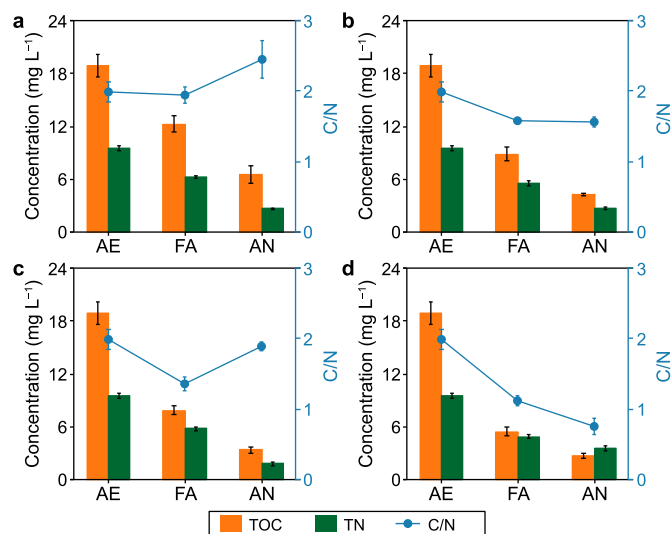 a
24
18
12
6
0
Concentration (mg L⁻¹)
AE FA AN
3
2
1
0
C/N
b
24
18
12
6
0
Concentration (mg L⁻¹)
AE FA AN
3
2
1
0
C/N
c
24
18
12
6
0
Concentration (mg L⁻¹)
AE FA AN
3
2
1
0
C/N
d
24
18
12
6
0
Concentration (mg L⁻¹)
AE FA AN
3
2
1
0
C/N
TOC TN C/N